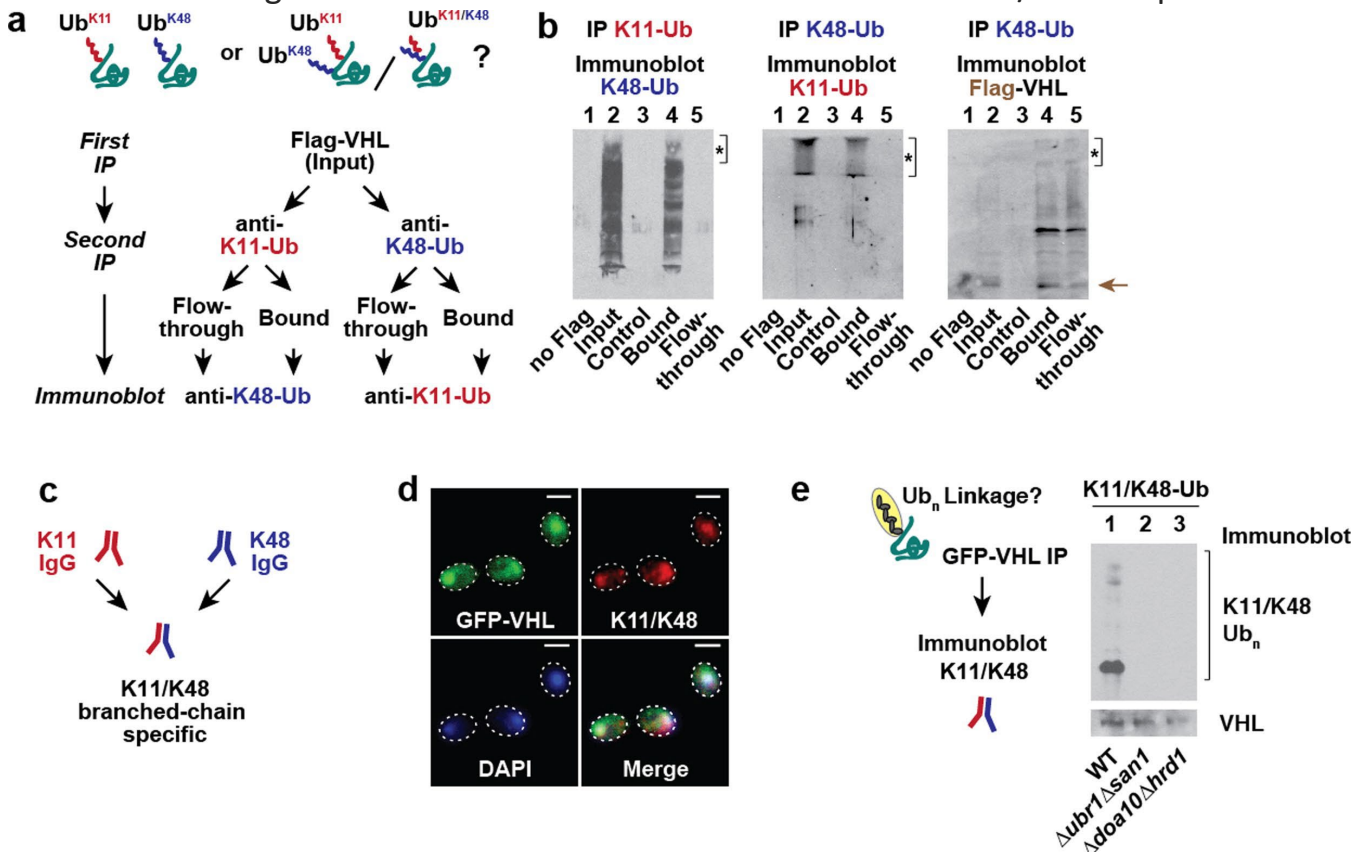 a
Ub^K11 Ub^K48 or Ub^K48 Ub^K11 / Ub^K11/K48 ?
First IP
Second IP
Immunoblot
Flag-VHL
(Input)
anti-
K11-Ub
anti-
K48-Ub
Flow-
through
Bound
Flow-
through
Bound
anti-K48-Ub
anti-K11-Ub
b
IP K11-Ub
Immunoblot
K48-Ub
1 2 3 4 5
*
no Flag
Input
Control
Bound
Flow-
through
IP K48-Ub
Immunoblot
K11-Ub
1 2 3 4 5
*
no Flag
Input
Control
Bound
Flow-
through
IP K48-Ub
Immunoblot
Flag-VHL
1 2 3 4 5
*
no Flag
Input
Control
Bound
Flow-
through
c
K11
IgG
K48
IgG
K11/K48
branched-chain
specific
d
GFP-VHL
K11/K48
DAPI
Merge
e
Ubn Linkage?
GFP-VHL IP
Immunoblot
K11/K48
K11/K48-Ub
1 2 3
Immunoblot
K11/K48
Ubn
VHL
WT
Δubr1Δsan1
Δdoa10Δhrd1